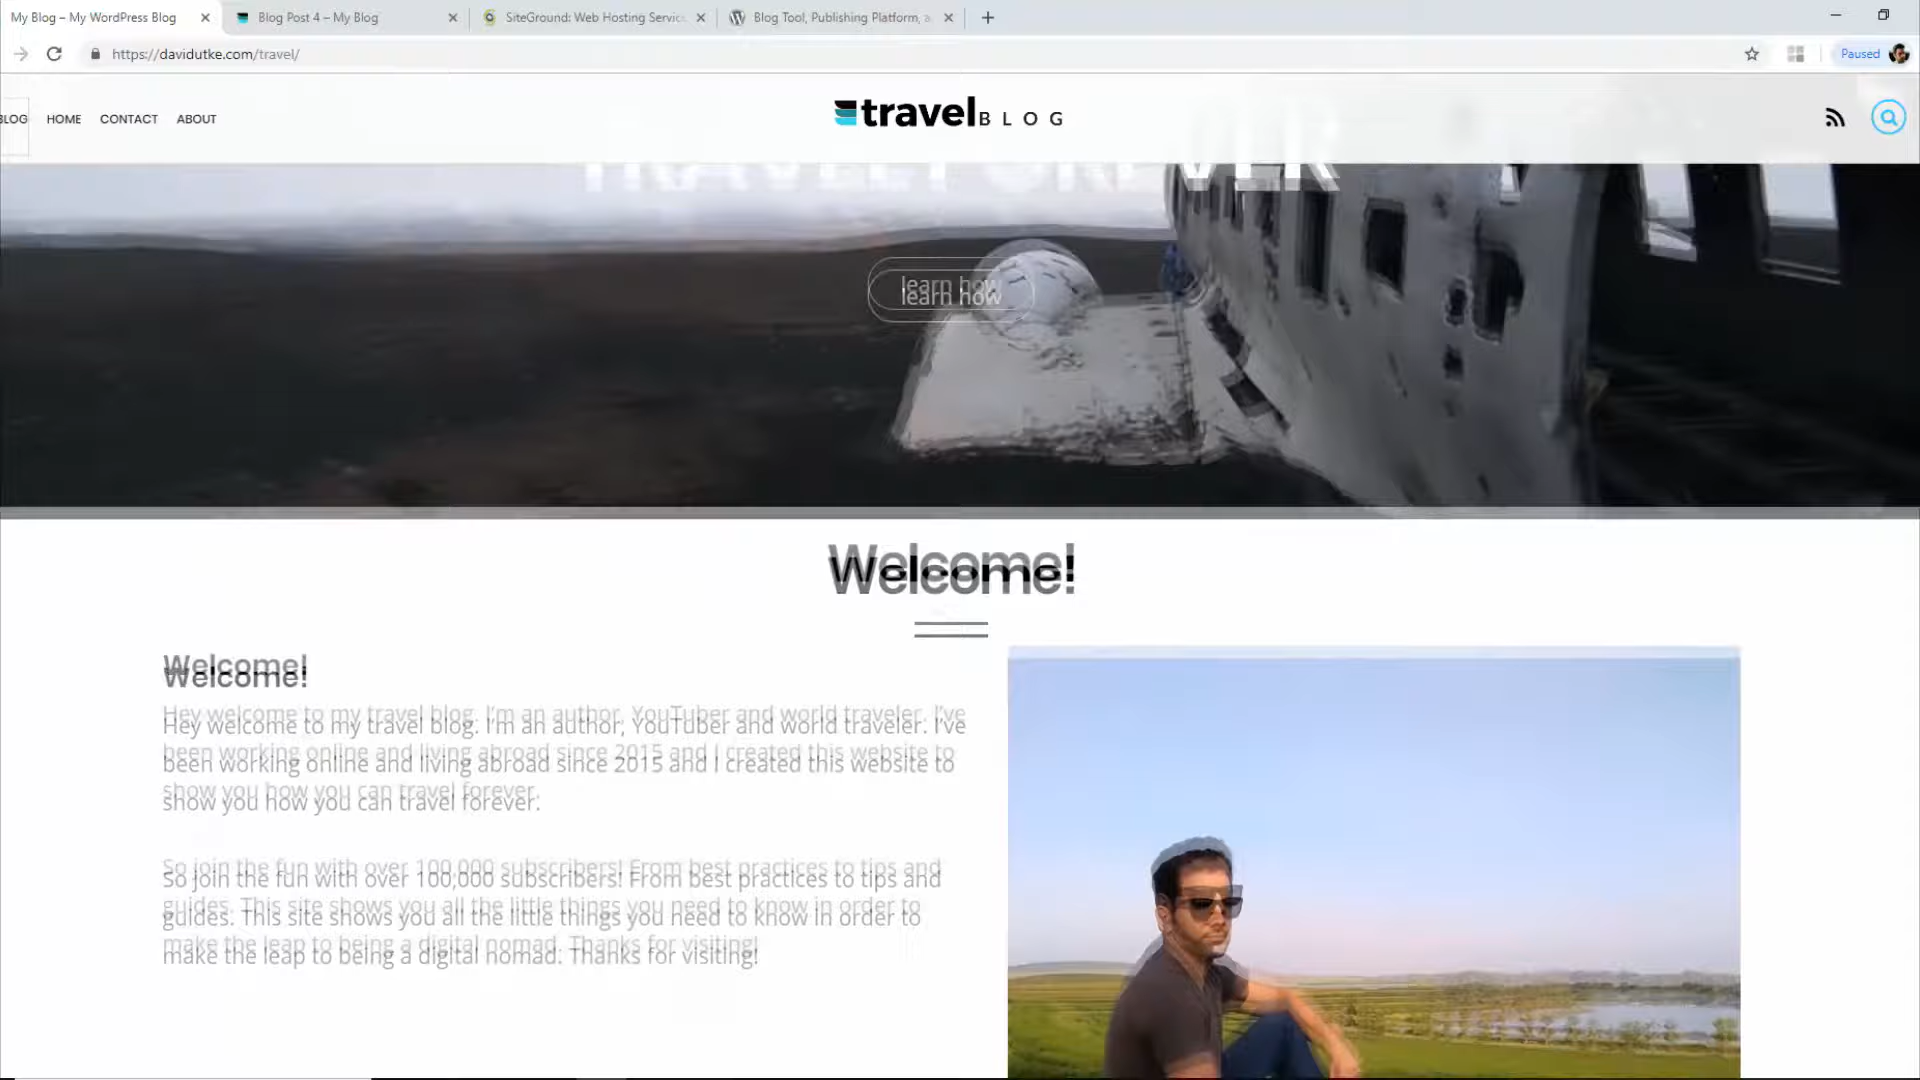 My Blog – My WordPress Blog
Blog Post 4 – My Blog
SiteGround: Web Hosting Servic
Blog Tool, Publishing Platform, a
https://davidutke.com/travel/
Paused
BLOG HOME CONTACT ABOUT
travel BLOG
TRAVEL FOREVER
learn how
Welcome!
Welcome!
Hey welcome to my travel blog. I'm an author, YouTuber and world traveler. I've
been working online and living abroad since 2015 and I created this website to
show you how you can travel forever.
So join the fun with over 100,000 subscribers! From best practices to tips and
guides. This site shows you all the little things you need to know in order to
make the leap to being a digital nomad. Thanks for visiting!